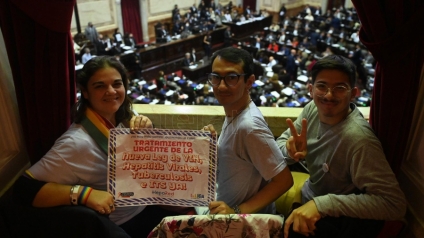 TRATAMIENTO
URGENTE DE LA
Nueva Ley de VIH,
Hepatitis Virales,
Tuberculosis
e ITS YA!